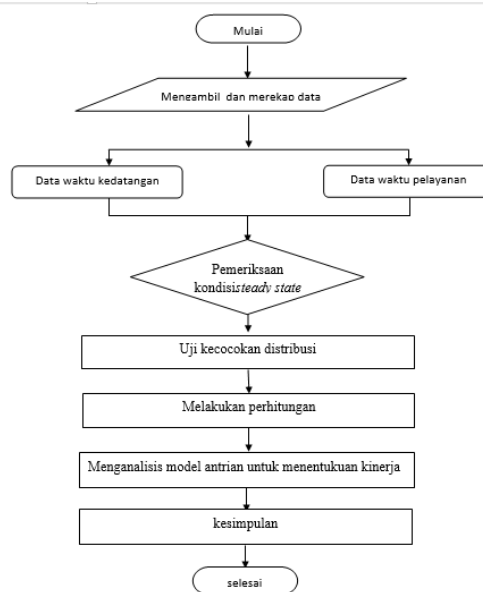 Mulai
Mengambil dan merekap data
Data waktu kedatangan
Data waktu pelayanan
Pemeriksaan
kondisisteady state
Uji kecocokan distribusi
Melakukan perhitungan
Menganalisis model antrian untuk menentukuan kinerja
kesimpulan
selesai